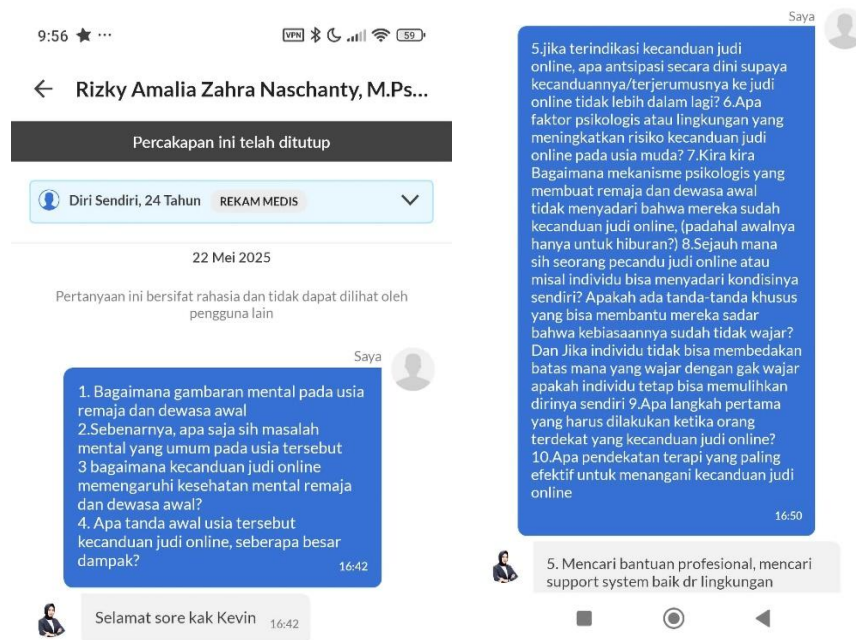 9:56 ★ ...
VPN 59
← Rizky Amalia Zahra Naschanty, M.Ps...
Percakapan ini telah ditutup
Diri Sendiri, 24 Tahun REKAM MEDIS
22 Mei 2025
Pertanyaan ini bersifat rahasia dan tidak dapat dilihat oleh
pengguna lain
Saya
1. Bagaimana gambaran mental pada usia
remaja dan dewasa awal
2.Sebenarnya, apa saja sih masalah
mental yang umum pada usia tersebut
3 bagaimana kecanduan judi online
memengaruhi kesehatan mental remaja
dan dewasa awal?
4. Apa tanda awal usia tersebut
kecanduan judi online, seberapa besar
dampak?
16:42
Selamat sore kak Kevin 16:42
Saya
5.jika terindikasi kecanduan judi
online, apa antsipasi secara dini supaya
kecanduannya/terjerumusnya ke judi
online tidak lebih dalam lagi? 6.Apa
faktor psikologis atau lingkungan yang
meningkatkan risiko kecanduan judi
online pada usia muda? 7.Kira kira
Bagaimana mekanisme psikologis yang
membuat remaja dan dewasa awal
tidak menyadari bahwa mereka sudah
kecanduan judi online, (padahal awalnya
hanya untuk hiburan?) 8.Sejauh mana
sih seorang pecandu judi online atau
misal individu bisa menyadari kondisinya
sendiri? Apakah ada tanda-tanda khusus
yang bisa membantu mereka sadar
bahwa kebiasaannya sudah tidak wajar?
Dan Jika individu tidak bisa membedakan
batas mana yang wajar dengan gak wajar
apakah individu tetap bisa memulihkan
dirinya sendiri 9.Apa langkah pertama
yang harus dilakukan ketika orang
terdekat yang kecanduan judi online?
10.Apa pendekatan terapi yang paling
efektif untuk menangani kecanduan judi
online
16:50
5. Mencari bantuan profesional, mencari
support system baik dr lingkungan